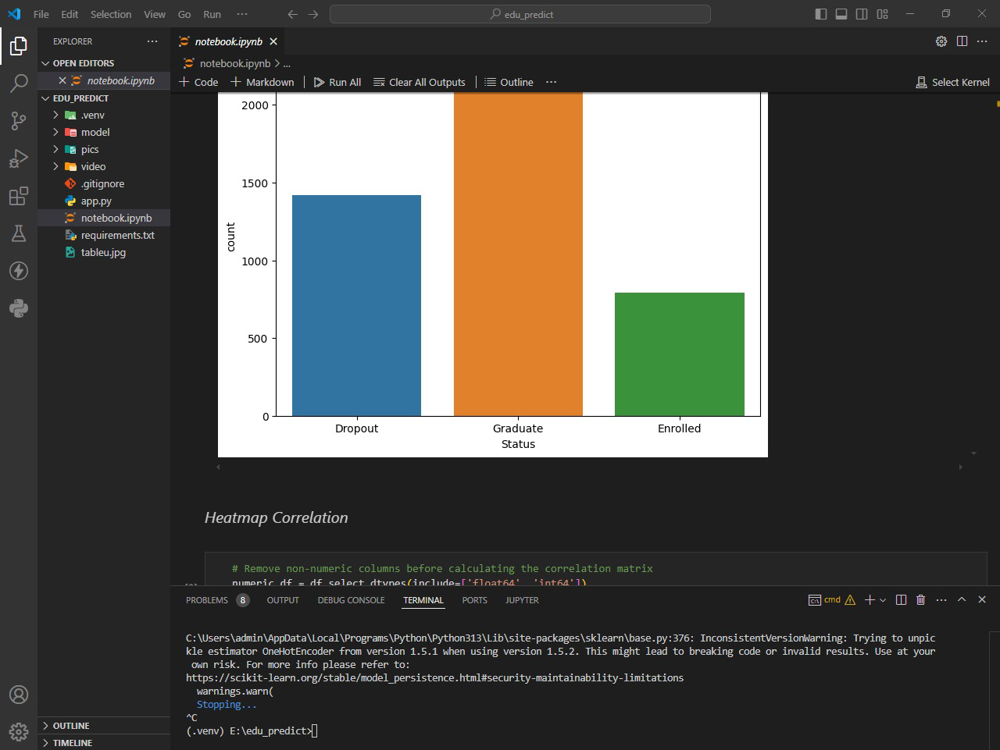 File Edit Selection View Go Run ···
edu_predict
EXPLORER
notebook.ipynb
OPEN EDITORS
notebook.ipynb
notebook.ipynb > ...
+ Code + Markdown Run All Clear All Outputs Outline ···
Select Kernel
EDU_PREDICT
.venv
model
pics
video
.gitignore
app.py
notebook.ipynb
requirements.txt
tableu.jpg
OUTLINE
TIMELINE
2000
1500
1000
500
0
count
Dropout Graduate Enrolled
Status
Heatmap Correlation
# Remove non-numeric columns before calculating the correlation matrix
numeric_df = df.select_dtypes(include=['float64', 'int64'])
PROBLEMS 8 OUTPUT DEBUG CONSOLE TERMINAL PORTS JUPYTER
cmd
C:\Users\admin\AppData\Local\Programs\Python\Python313\Lib\site-packages\sklearn\base.py:376: InconsistentVersionWarning: Trying to unpic
kle estimator OneHotEncoder from version 1.5.1 when using version 1.5.2. This might lead to breaking code or invalid results. Use at your
own risk. For more info please refer to:
https://scikit-learn.org/stable/model_persistence.html#security-maintainability-limitations
warnings.warn(
Stopping...
^C
(.venv) E:\edu_predict>